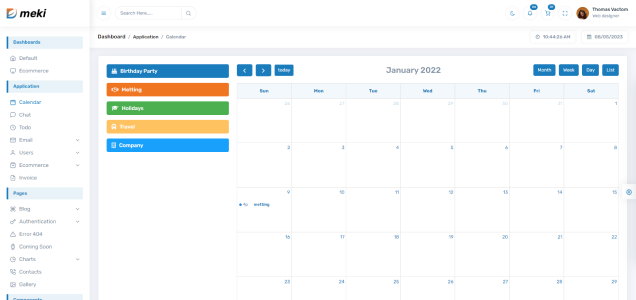 meki
Search Here....
Thomas Vastom
Web designer
Dashboard / Application / Calendar
10:44:26 AM
06/05/2023
Dashboards
Default
Ecommerce
Application
Calendar
Chat
Todo
Email
Users
Ecommerce
Invoice
Pages
Blog
Authentication
Error 404
Coming Soon
Charts
Contacts
Gallery
Birthday Party
Metting
Holidays
Travel
Company
today
January 2022
Month Week Day List
Sun Mon Tue Wed Thu Fri Sat
26 27 28 29 30 31 1
2 3 4 5 6 7 8
9 10 11 12 13 14 15
metting
16 17 18 19 20 21 22
23 24 25 26 27 28 29